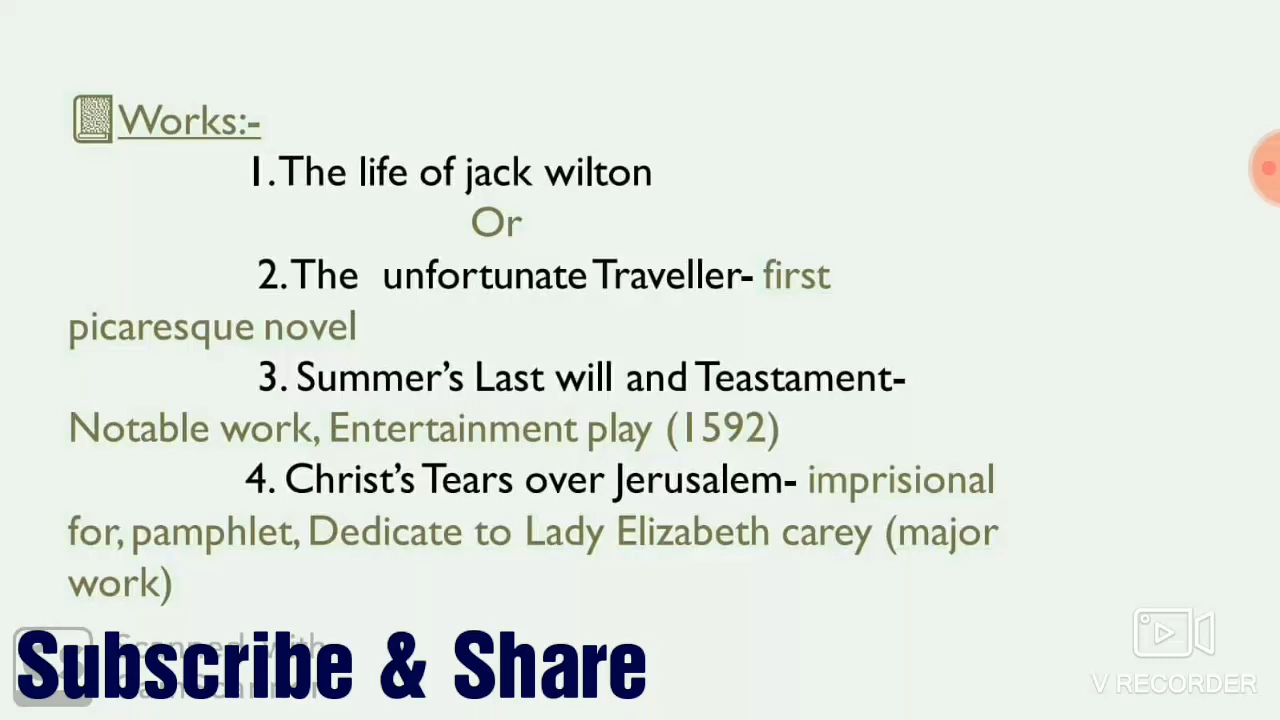 Works:-
1. The life of jack wilton
Or
2. The unfortunate Traveller- first
picaresque novel
3. Summer's Last will and Teastament-
Notable work, Entertainment play (1592)
4. Christ's Tears over Jerusalem- imprisional
for, pamphlet, Dedicate to Lady Elizabeth carey (major
work)
Subscribe & Share
V RECORDER